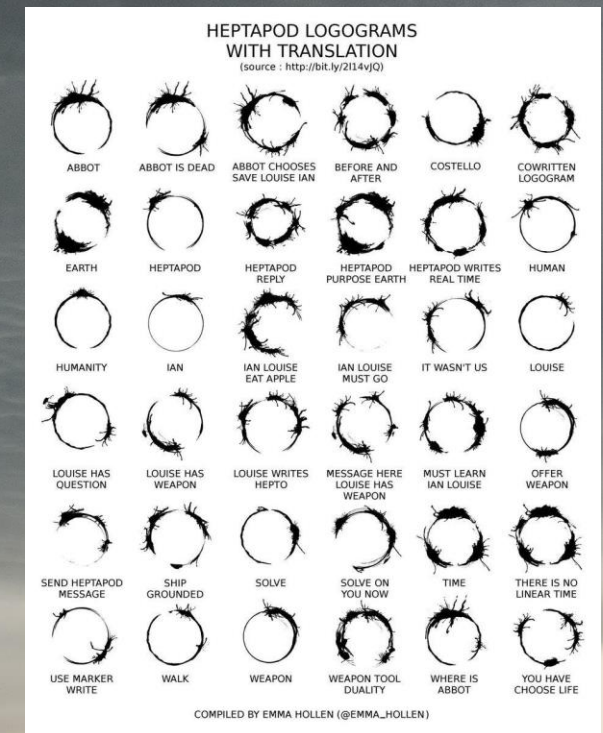 HEPTAPOD LOGOGRAMS
WITH TRANSLATION
(source : http://bit.ly/2l14vJQ)
ABBOT
ABBOT IS DEAD
ABBOT CHOOSES
SAVE LOUISE IAN
BEFORE AND
AFTER
COSTELLO
COWRITTEN
LOGOGRAM
EARTH
HEPTAPOD
HEPTAPOD
REPLY
HEPTAPOD
PURPOSE EARTH
HEPTAPOD WRITES
REAL TIME
HUMAN
HUMANITY
IAN
IAN LOUISE
EAT APPLE
IAN LOUISE
MUST GO
IT WASN'T US
LOUISE
LOUISE HAS
QUESTION
LOUISE HAS
WEAPON
LOUISE WRITES
HEPTO
MESSAGE HERE
LOUISE HAS
WEAPON
MUST LEARN
IAN LOUISE
OFFER
WEAPON
SEND HEPTAPOD
MESSAGE
SHIP
GROUNDED
SOLVE
SOLVE ON
YOU NOW
TIME
THERE IS NO
LINEAR TIME
USE MARKER
WRITE
WALK
WEAPON
WEAPON TOOL
DUALITY
WHERE IS
ABBOT
YOU HAVE
CHOOSE LIFE
COMPILED BY EMMA HOLLEN (@EMMA_HOLLEN)